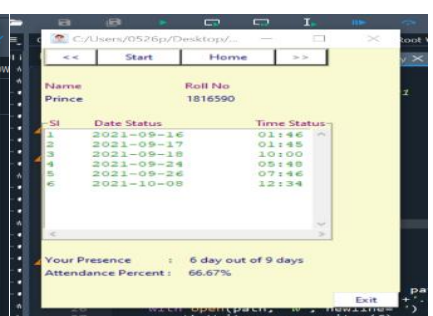 C:/Users/0526p/Desktop/...
<< Start Home >>
Name Roll No
Prince 1816590
Sl Date Status Time Status
1 2021-09-16 01:46
2 2021-09-17 01:45
3 2021-09-18 10:00
4 2021-09-24 05:48
5 2021-09-26 07:46
6 2021-10-08 12:34
Your Presence : 6 day out of 9 days
Attendance Percent : 66.67%
Exit